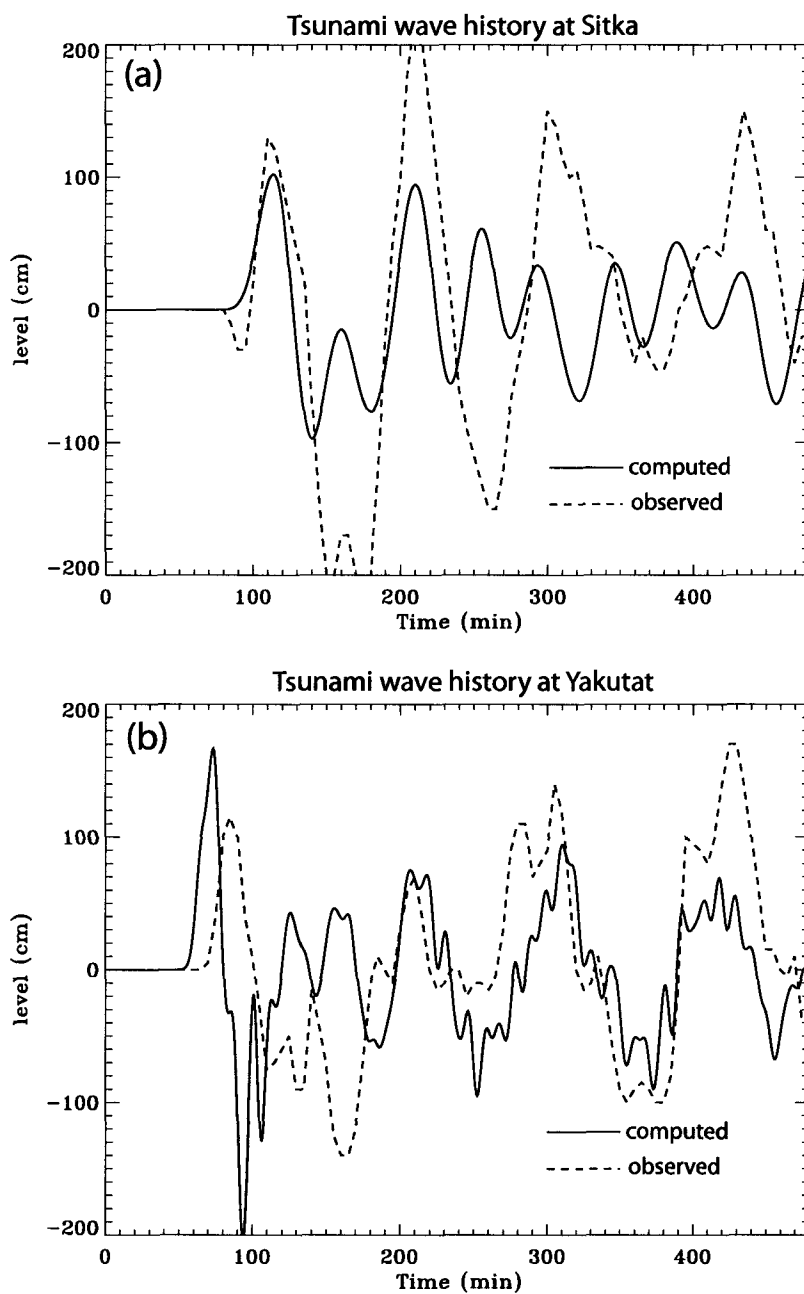 Tsunami wave history at Sitka
(a)
200
100
0
-100
-200
level (cm)
computed
observed
0 100 200 300 400
Time (min)
Tsunami wave history at Yakutat
(b)
200
100
0
-100
-200
level (cm)
computed
observed
0 100 200 300 400
Time (min)